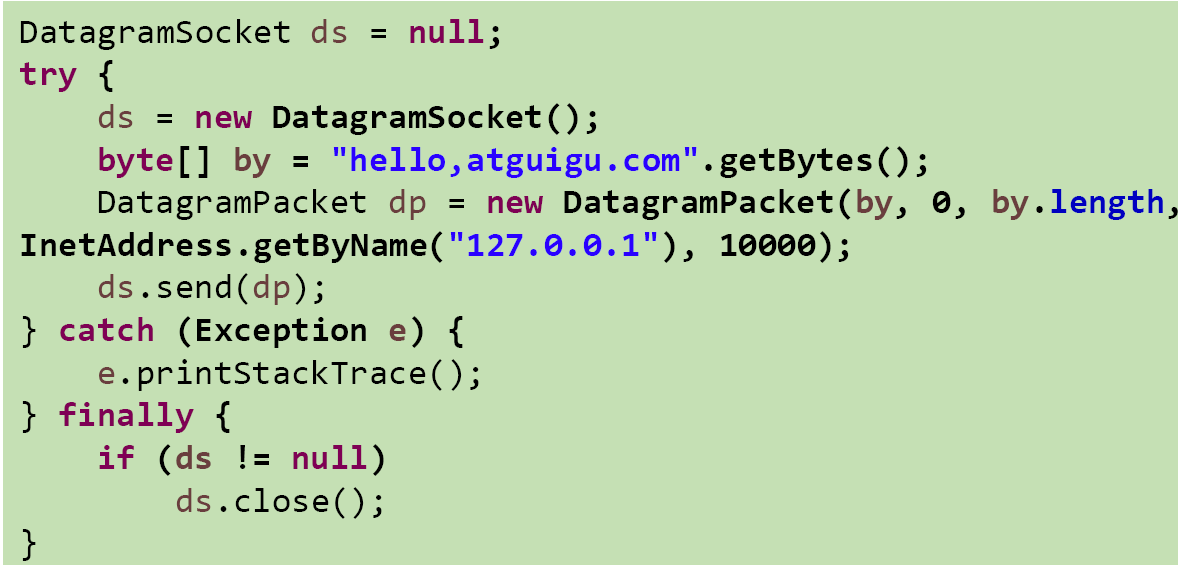 DatagramSocket ds = null;
try {
    ds = new DatagramSocket();
    byte[] by = "hello,atguigu.com".getBytes();
    DatagramPacket dp = new DatagramPacket(by, 0, by.length,
InetAddress.getByName("127.0.0.1"), 10000);
    ds.send(dp);
} catch (Exception e) {
    e.printStackTrace();
} finally {
    if (ds != null)
        ds.close();
}